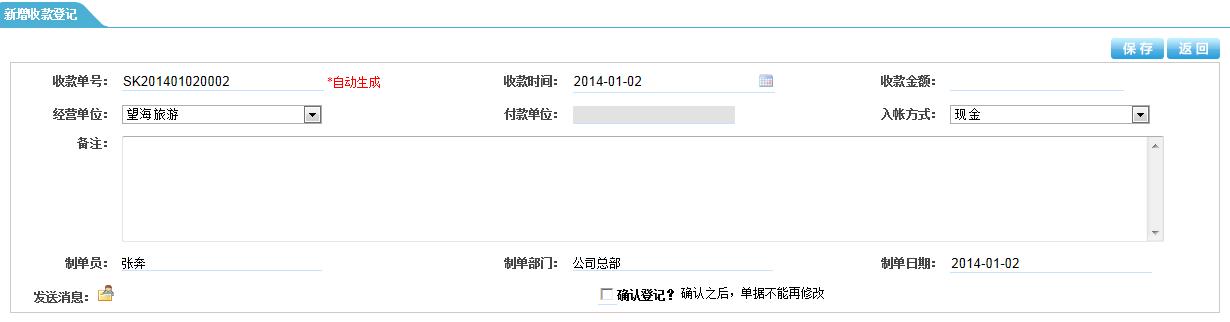 新增收款登记
保存 返回
收款单号： SK201401020002 *自动生成 收款时间： 2014-01-02 收款金额：
经营单位： 望海旅游 付款单位： 入帐方式： 现金
备注：
制单员： 张奔 制单部门： 公司总部 制单日期： 2014-01-02
发送消息： 确认登记？ 确认之后，单据不能再修改